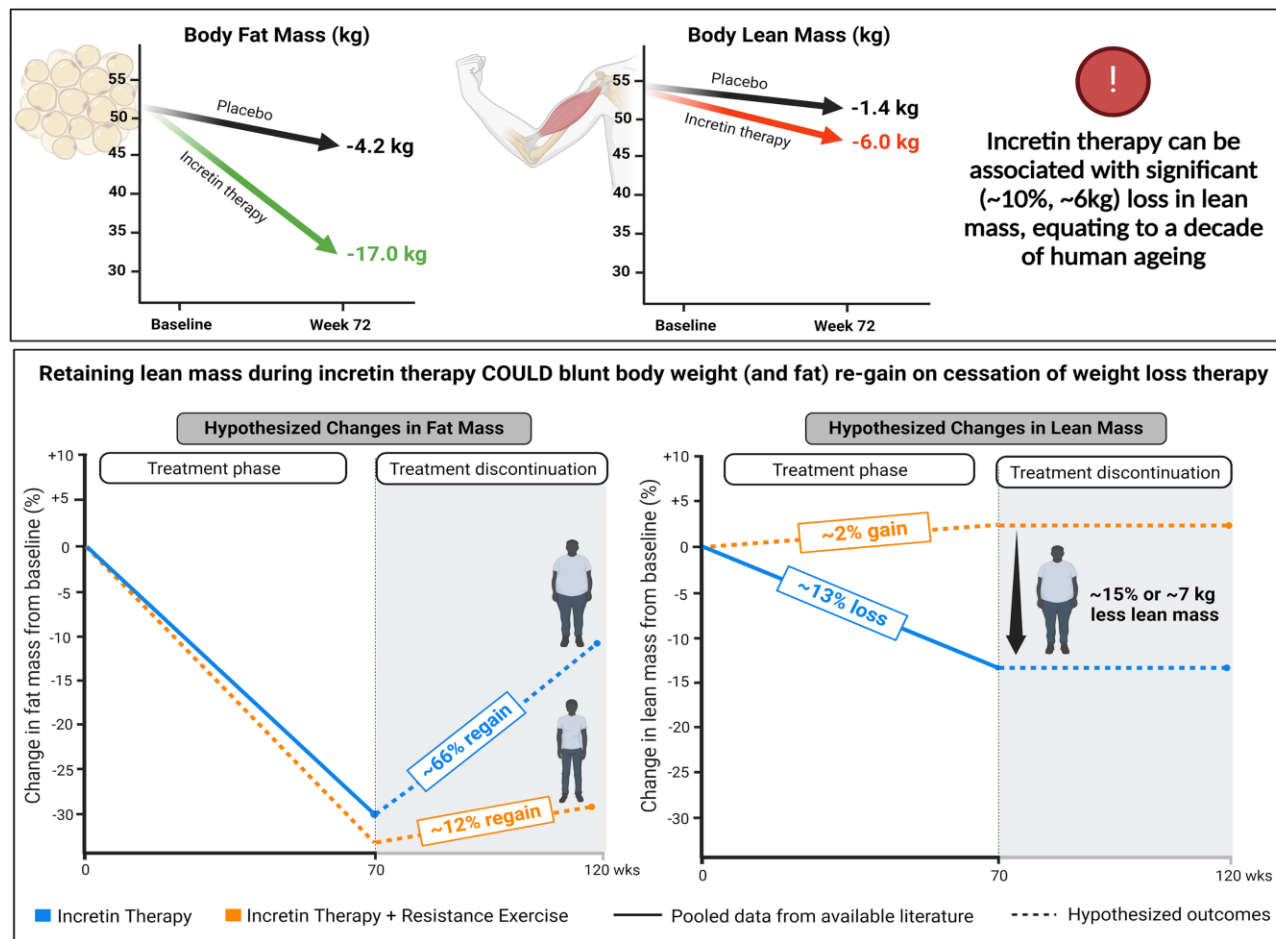 Body Fat Mass (kg)
55
50
45
40
35
30
Placebo
-4.2 kg
Incretin therapy
-17.0 kg
Baseline
Week 72
Body Lean Mass (kg)
55
50
45
40
35
30
Placebo
-1.4 kg
Incretin therapy
-6.0 kg
Baseline
Week 72
!
Incretin therapy can be
associated with significant
(~10%, ~6kg) loss in lean
mass, equating to a decade
of human ageing
Retaining lean mass during incretin therapy COULD blunt body weight (and fat) re-gain on cessation of weight loss therapy
Hypothesized Changes in Fat Mass
Change in fat mass from baseline (%)
+10
+5
0
-5
-10
-15
-20
-25
-30
Treatment phase
Treatment discontinuation
~66% regain
~12% regain
0
70
120 wks
Hypothesized Changes in Lean Mass
Change in lean mass from baseline (%)
+10
+5
0
-5
-10
-15
-20
-25
-30
Treatment phase
Treatment discontinuation
~2% gain
~13% loss
~15% or ~7 kg
less lean mass
0
70
120 wks
Incretin Therapy
Incretin Therapy + Resistance Exercise
Pooled data from available literature
Hypothesized outcomes